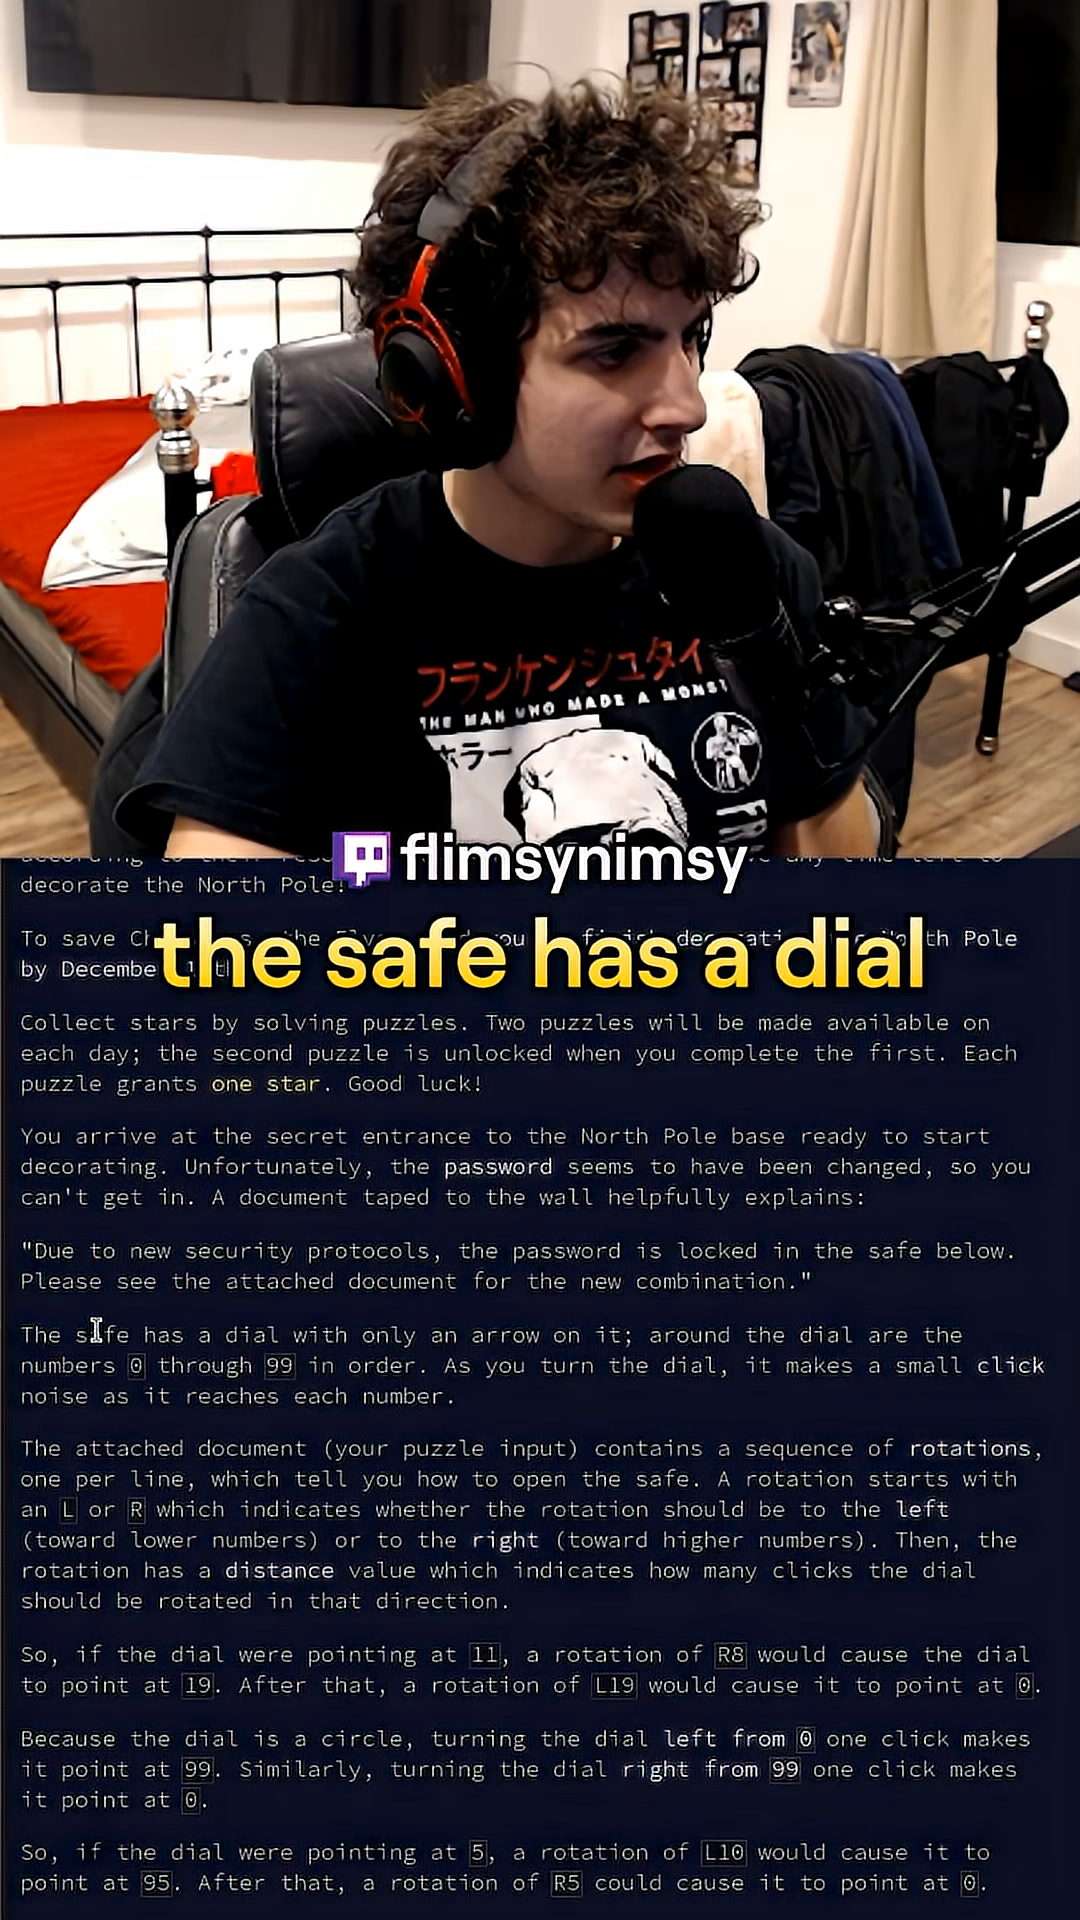 フランケンシュタイ
THE MAN WHO MADE A MONST
ホラー
FR
flimsynimsy
decorate the North Pole!
the safe has a dial
To save the North Pole
by
Collect stars by solving puzzles. Two puzzles will be made available on
each day; the second puzzle is unlocked when you complete the first. Each
puzzle grants one star. Good luck!
You arrive at the secret entrance to the North Pole base ready to start
decorating. Unfortunately, the password seems to have been changed, so you
can't get in. A document taped to the wall helpfully explains:
"Due to new security protocols, the password is locked in the safe below.
Please see the attached document for the new combination."
The safe has a dial with only an arrow on it; around the dial are the
numbers 0 through 99 in order. As you turn the dial, it makes a small click
noise as it reaches each number.
The attached document (your puzzle input) contains a sequence of rotations,
one per line, which tell you how to open the safe. A rotation starts with
an L or R which indicates whether the rotation should be to the left
(toward lower numbers) or to the right (toward higher numbers). Then, the
rotation has a distance value which indicates how many clicks the dial
should be rotated in that direction.
So, if the dial were pointing at 11, a rotation of R8 would cause the dial
to point at 19. After that, a rotation of L19 would cause it to point at 0.
Because the dial is a circle, turning the dial left from 0 one click makes
it point at 99. Similarly, turning the dial right from 99 one click makes
it point at 0.
So, if the dial were pointing at 5, a rotation of L10 would cause it to
point at 95. After that, a rotation of R5 could cause it to point at 0.